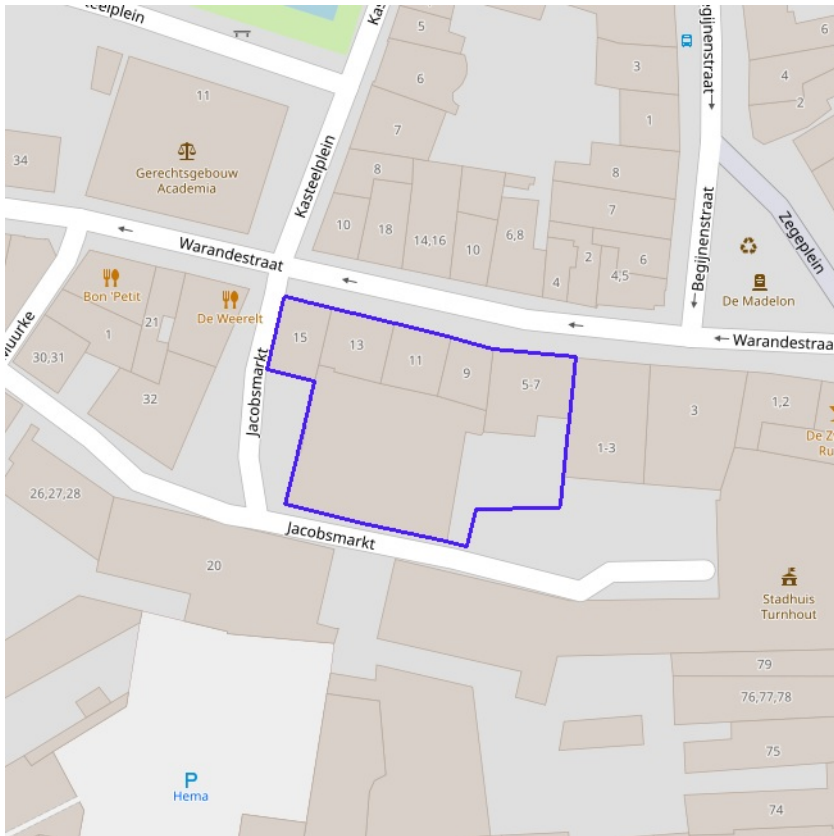 Kasteelplein
5
6
7
8
10
18
14,16
10
6,8
4
2
4,5
6
7
8
1
3
6
4
2
11
Gerechtsgebouw
Academia
34
Kasteelplein
Begijnenstraat
Begijnenstraat
Zegeplein
De Madelon
Warandestraat
Warandestraat
Bon 'Petit
De Weerelt
21
1
30,31
32
Jacobsmarkt
15
13
11
9
5-7
1-3
3
1,2
26,27,28
20
Jacobsmarkt
Stadhuis
Turnhout
79
76,77,78
75
74
P
Hema